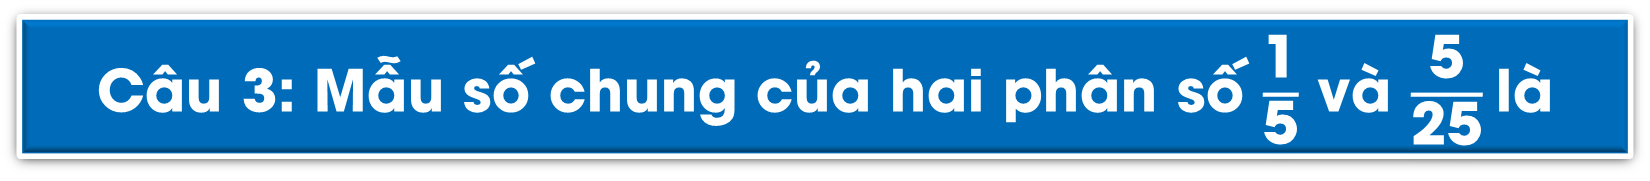 Câu 3: Mẫu số chung của hai phân số 1/5 và 5/25 là